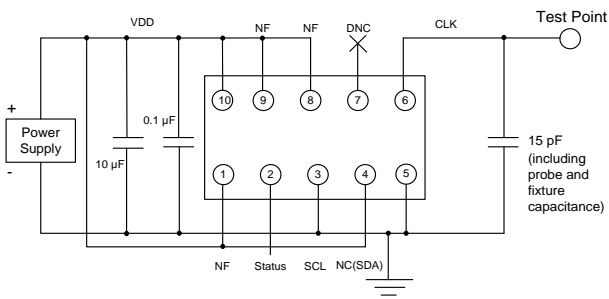 VDD
NF
NF
DNC
CLK
Test Point
10
9
8
7
6
+
Power
Supply
-
10 µF
0.1 µF
15 pF
(including
probe and
fixture
capacitance)
1
2
3
4
5
NF
Status
SCL
NC(SDA)